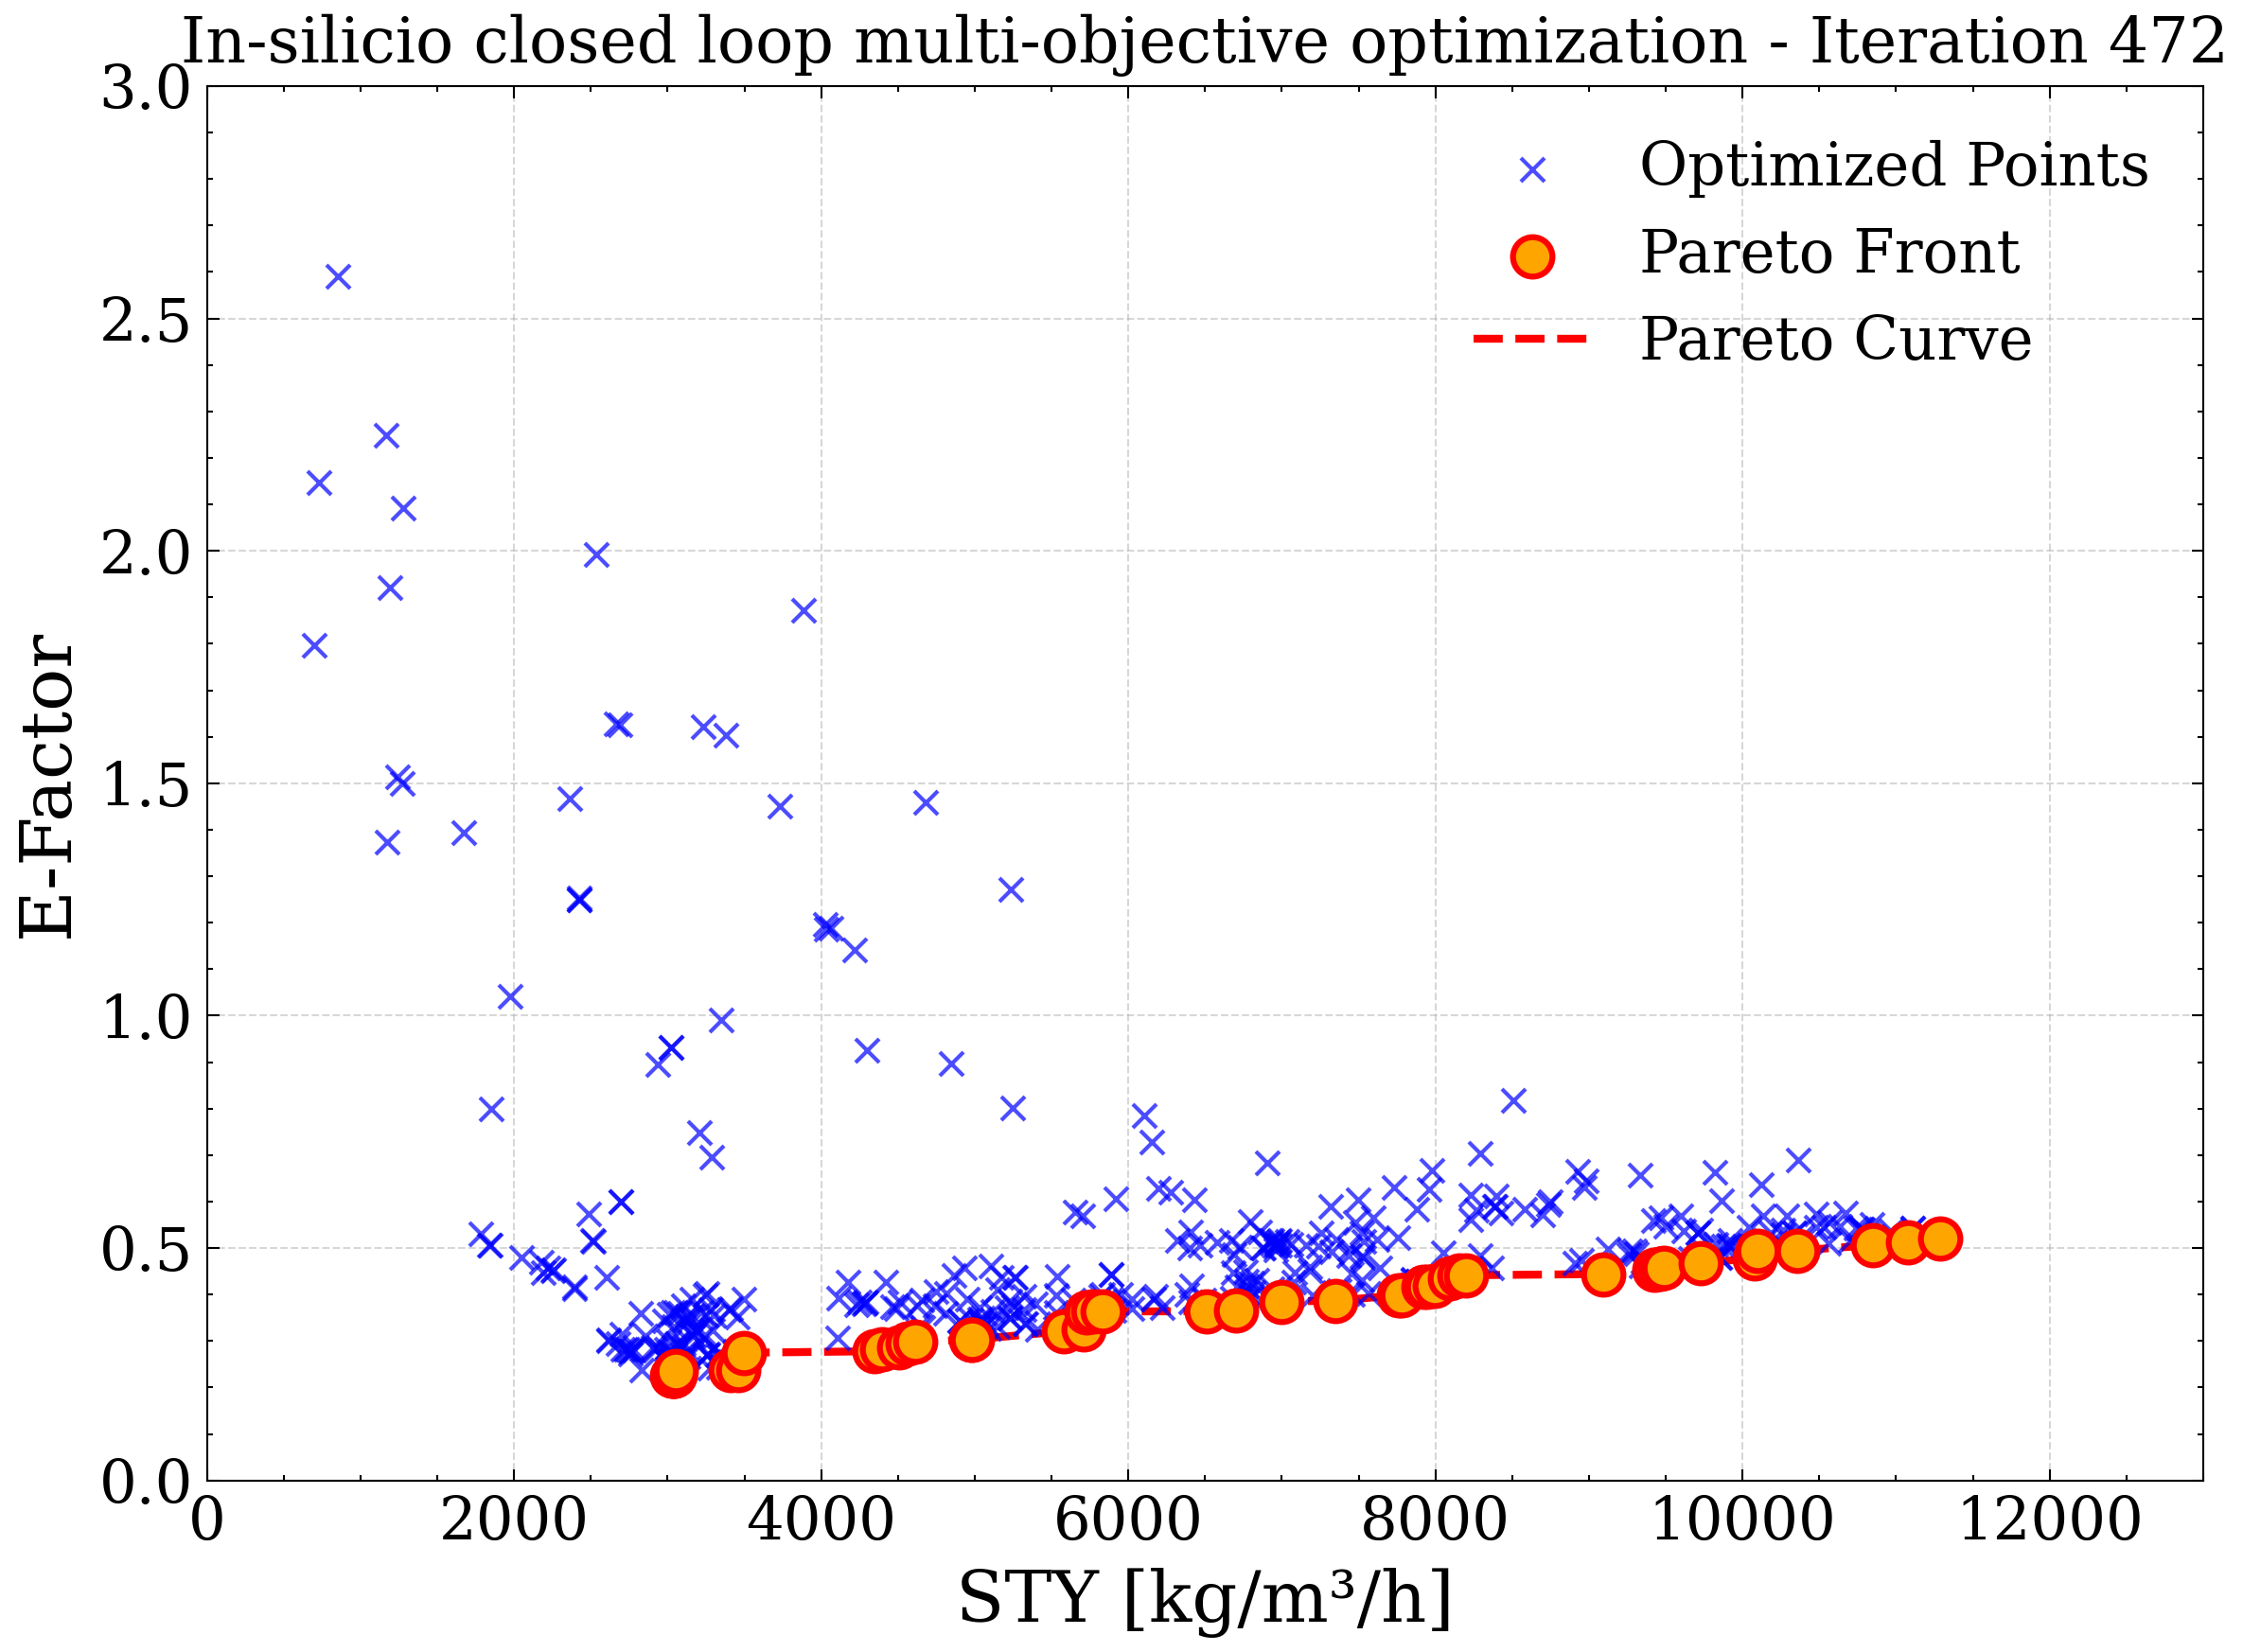 In-silicio closed loop multi-objective optimization - Iteration 472
3.0
2.5
2.0
1.5
1.0
0.5
0.0
E-Factor
Optimized Points
Pareto Front
Pareto Curve
0 2000 4000 6000 8000 10000 12000
STY [kg/m³/h]